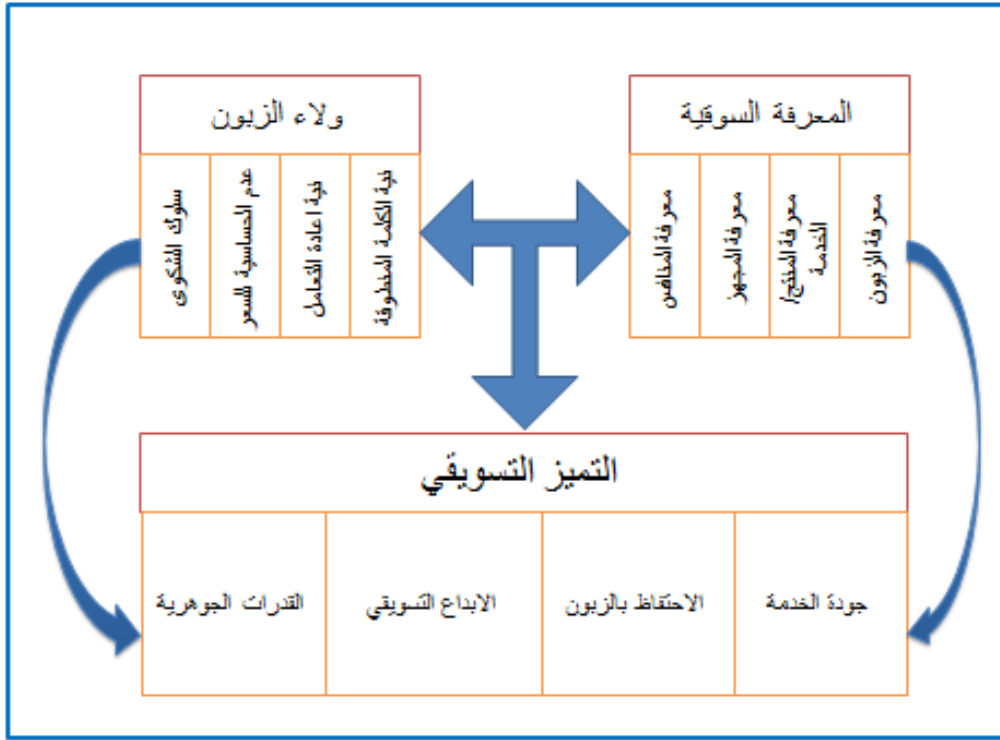 المعرفة السوقية
معرفة الزبون
معرفة المنتج/
الخدمة
معرفة المجهز
معرفة المنافس
ولاء الزبون
نية الكلمة المنطوقة
نية اعادة التعامل
عدم الحساسية للسعر
سلوك الشكوى
التميز التسويقي
جودة الخدمة
الاحتفاظ بالزبون
الابداع التسويقي
القدرات الجوهرية